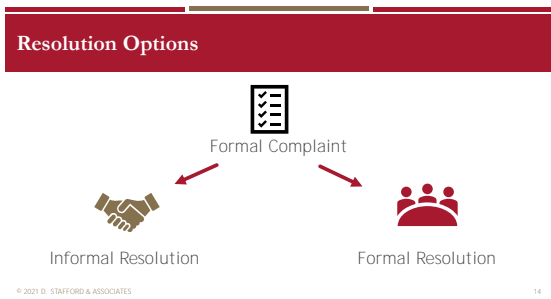 Resolution Options
Formal Complaint
Informal Resolution
Formal Resolution
© 2021 D. STAFFORD & ASSOCIATES
14